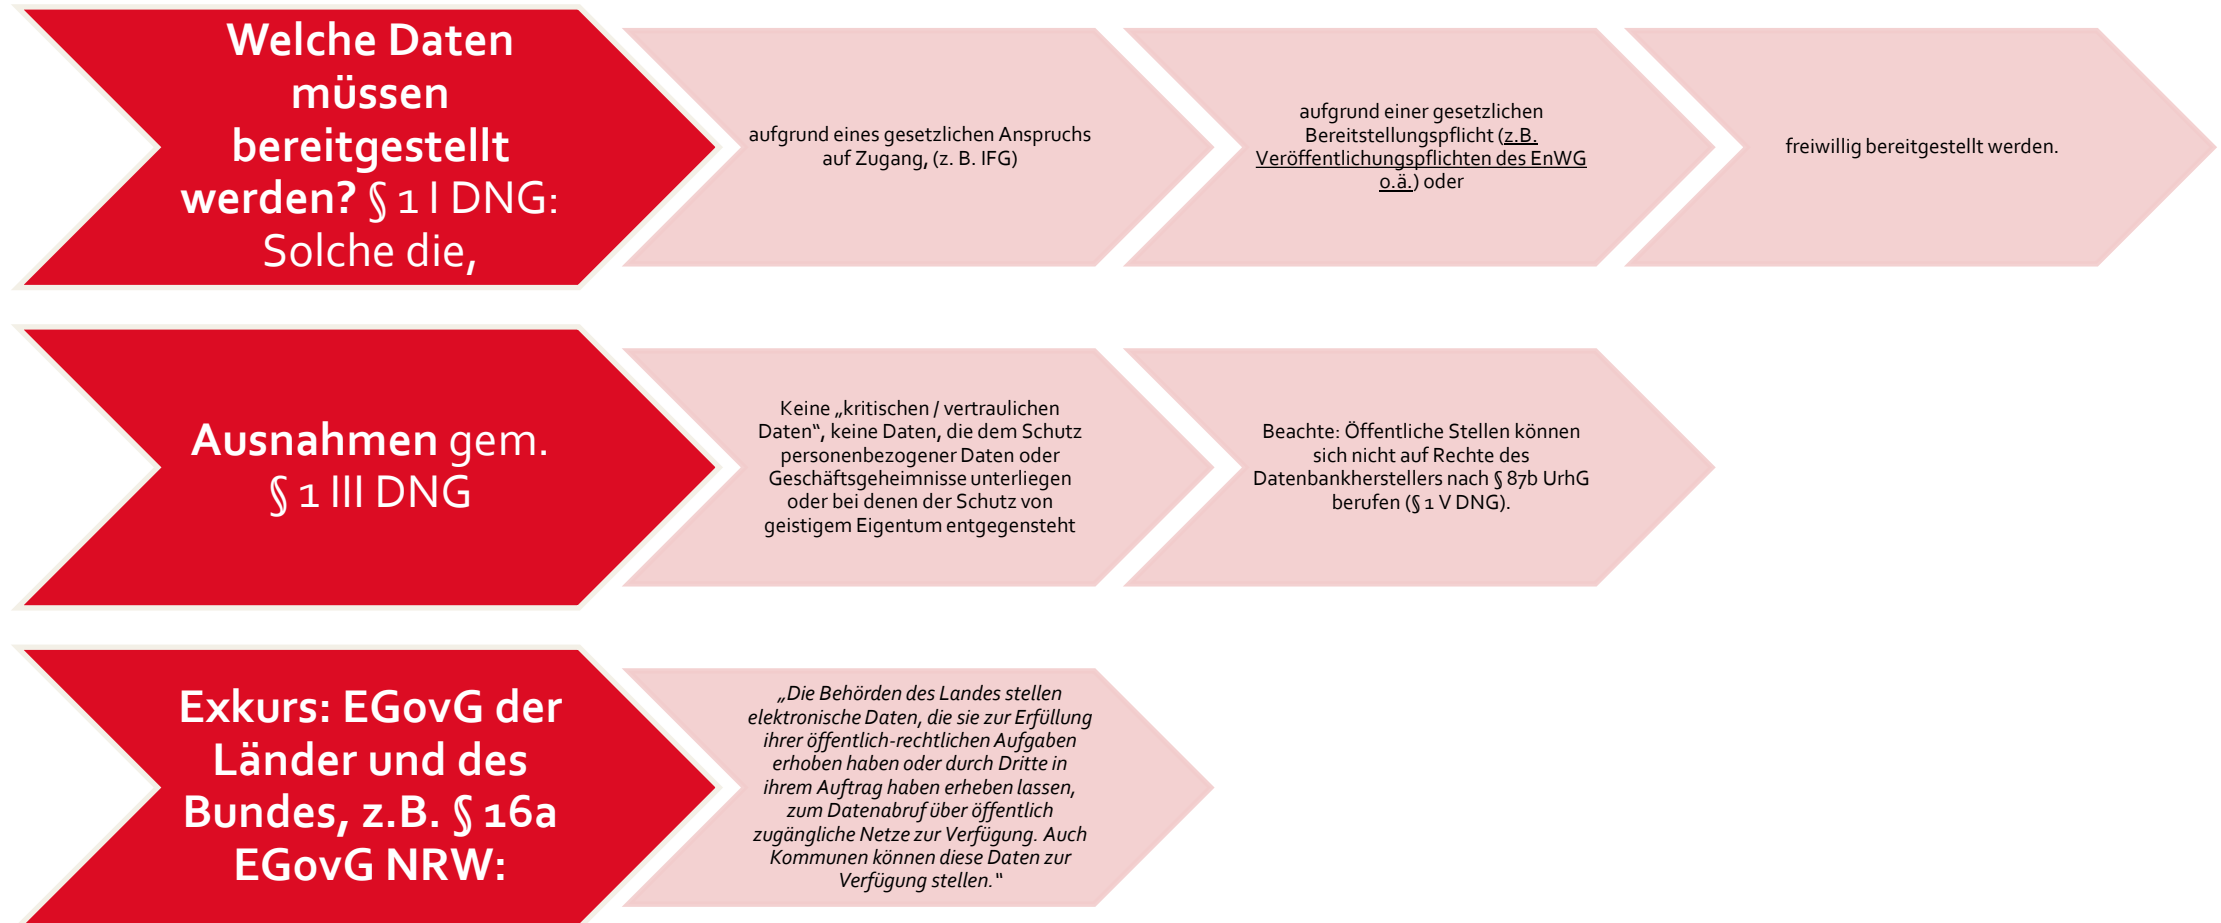 Welche Daten
müssen
bereitgestellt
werden? § 1 I DNG:
Solche die,
aufgrund eines gesetzlichen Anspruchs
auf Zugang, (z. B. IFG)
aufgrund einer gesetzlichen
Bereitstellungspflicht (z.B.
Veröffentlichungspflichten des EnWG
o.ä.) oder
freiwillig bereitgestellt werden.
Ausnahmen gem.
§ 1 III DNG
Keine „kritischen / vertraulichen
Daten“, keine Daten, die dem Schutz
personenbezogener Daten oder
Geschäftsgeheimnisse unterliegen
oder bei denen der Schutz von
geistigem Eigentum entgegensteht
Beachte: Öffentliche Stellen können
sich nicht auf Rechte des
Datenbankherstellers nach § 87b UrhG
berufen (§ 1 V DNG).
Exkurs: EGovG der
Länder und des
Bundes, z.B. § 16a
EGovG NRW:
„Die Behörden des Landes stellen
elektronische Daten, die sie zur Erfüllung
ihrer öffentlich-rechtlichen Aufgaben
erhoben haben oder durch Dritte in
ihrem Auftrag haben erheben lassen,
zum Datenabruf über öffentlich
zugängliche Netze zur Verfügung. Auch
Kommunen können diese Daten zur
Verfügung stellen.“